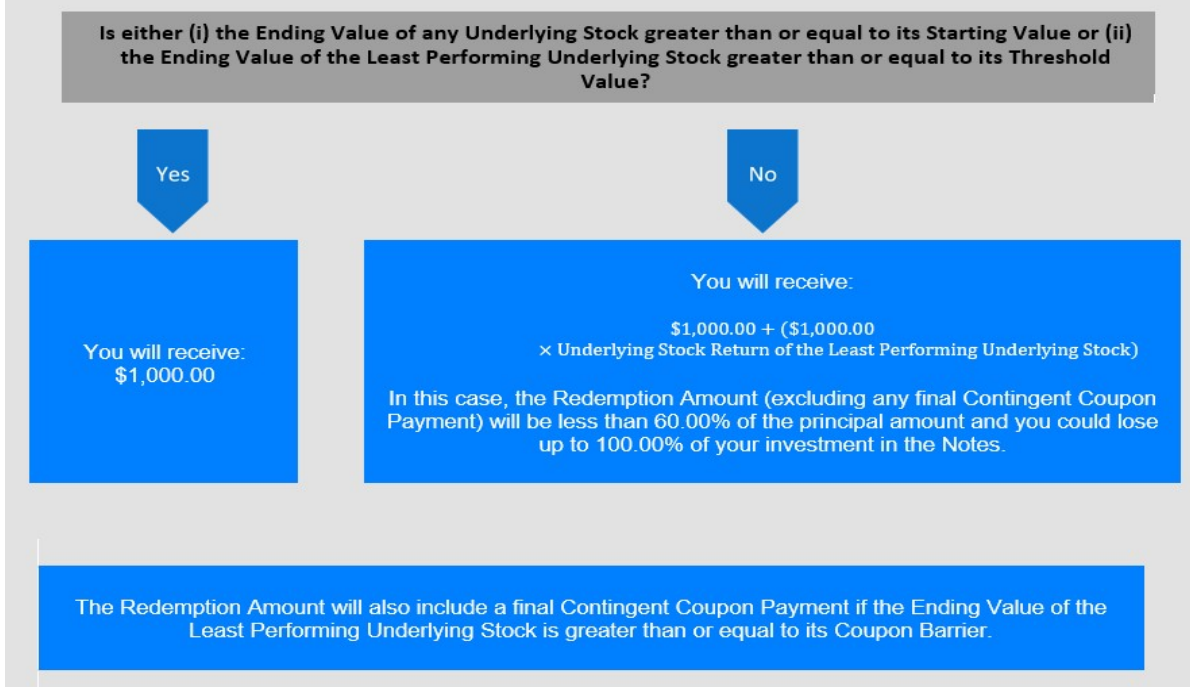 Is either (i) the Ending Value of any Underlying Stock greater than or equal to its Starting Value or (ii)
the Ending Value of the Least Performing Underlying Stock greater than or equal to its Threshold
Value?
Yes
No
You will receive:
$1,000.00
You will receive:
$1,000.00 + ($1,000.00
× Underlying Stock Return of the Least Performing Underlying Stock)
In this case, the Redemption Amount (excluding any final Contingent Coupon
Payment) will be less than 60.00% of the principal amount and you could lose
up to 100.00% of your investment in the Notes.
The Redemption Amount will also include a final Contingent Coupon Payment if the Ending Value of the
Least Performing Underlying Stock is greater than or equal to its Coupon Barrier.